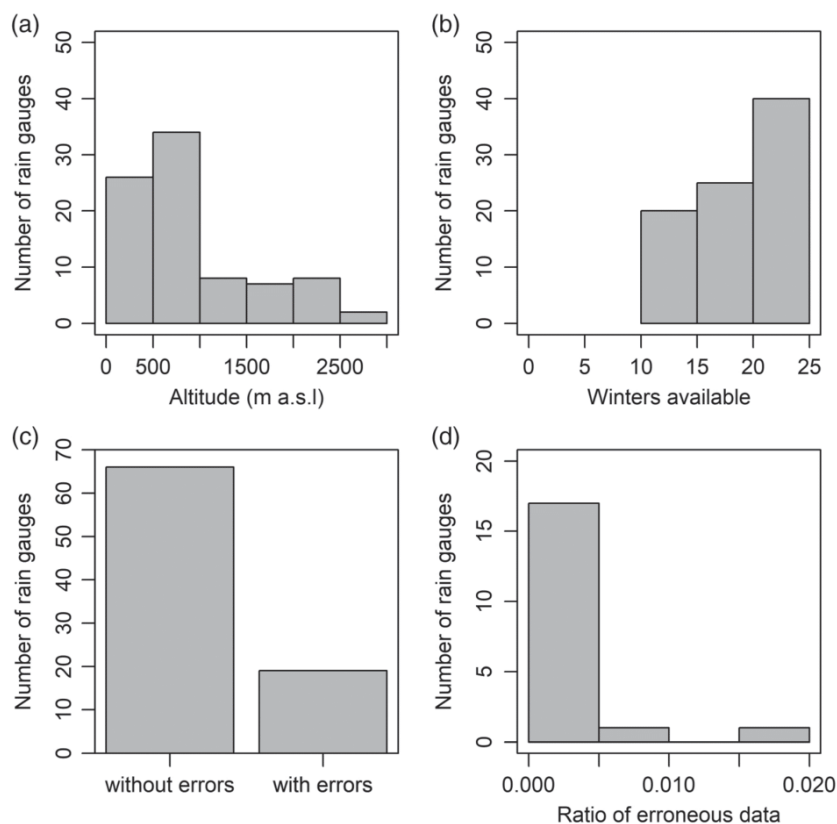 (a)
Number of rain gauges
50
40
30
20
10
0
0 500 1500 2500
Altitude (m a.s.l)
(b)
Number of rain gauges
50
40
30
20
10
0
0 5 10 15 20 25
Winters available
(c)
Number of rain gauges
70
60
50
40
30
20
10
0
without errors with errors
(d)
Number of rain gauges
20
15
10
5
0
0.000 0.010 0.020
Ratio of erroneous data